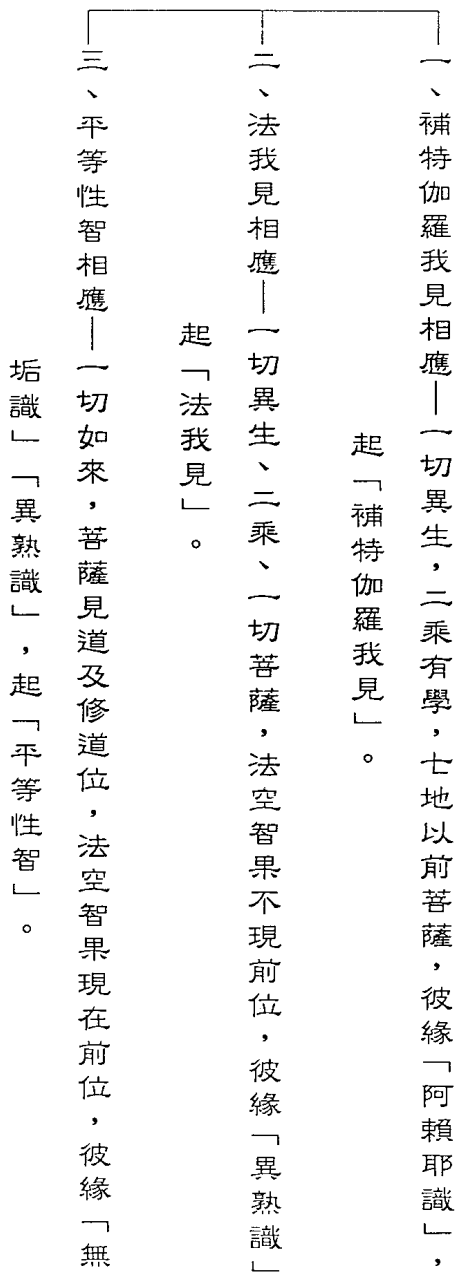 一、補特伽羅我見相應—一切異生，二乘有學，七地以前菩薩，彼緣「阿賴耶識」，
起「補特伽羅我見」。
二、法我見相應—一切異生、二乘、一切菩薩，法空智果不現前位，彼緣「異熟識」
起「法我見」。
三、平等性智相應—一切如來，菩薩見道及修道位，法空智果現在前位，彼緣「無
垢識」「異熟識」，起「平等性智」。